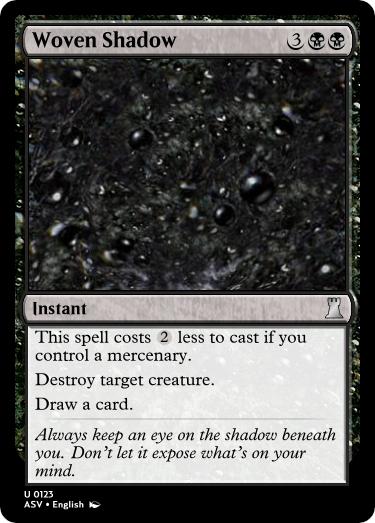 Woven Shadow 3
Instant
This spell costs 2 less to cast if you
control a mercenary.
Destroy target creature.
Draw a card.
Always keep an eye on the shadow beneath
you. Don't let it expose what's on your
mind.
U 0123
ASV • English